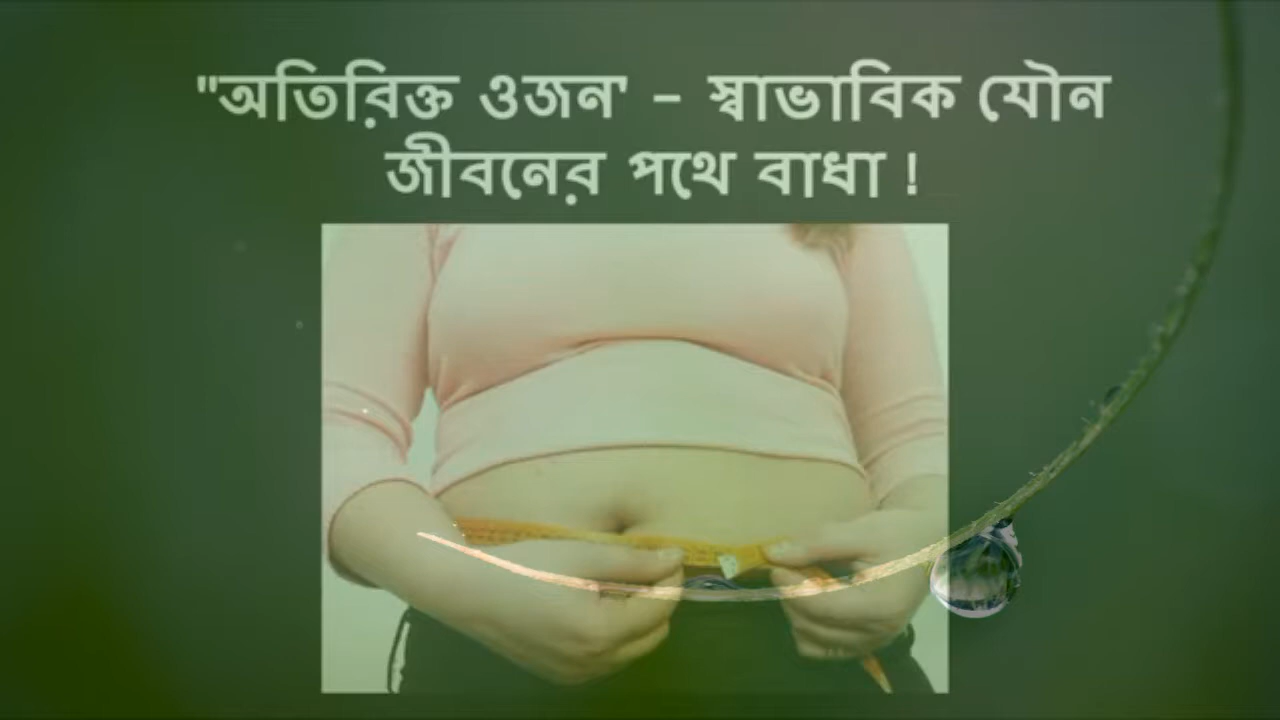 "অতিরিক্ত ওজন' - স্বাভাবিক যৌন
জীবনের পথে বাধা !